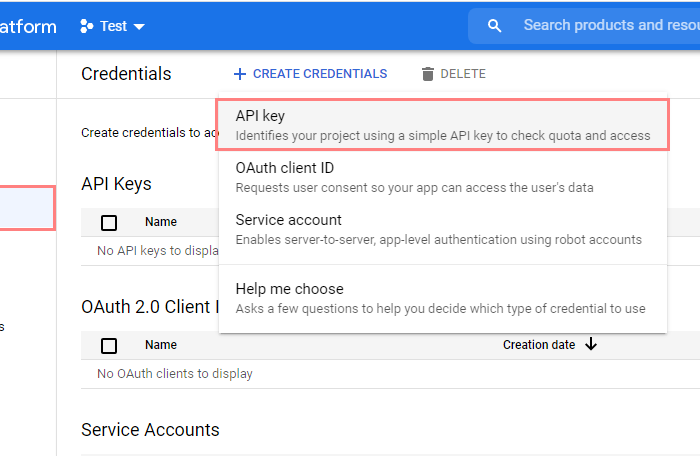 atform
Test
Search products and resou
Credentials
CREATE CREDENTIALS
DELETE
Create credentials to ac
API key
Identifies your project using a simple API key to check quota and access
OAuth client ID
Requests user consent so your app can access the user's data
Service account
Enables server-to-server, app-level authentication using robot accounts
Help me choose
Asks a few questions to help you decide which type of credential to use
API Keys
Name
No API keys to displa
OAuth 2.0 Client I
s
Name
Creation date
No OAuth clients to display
Service Accounts